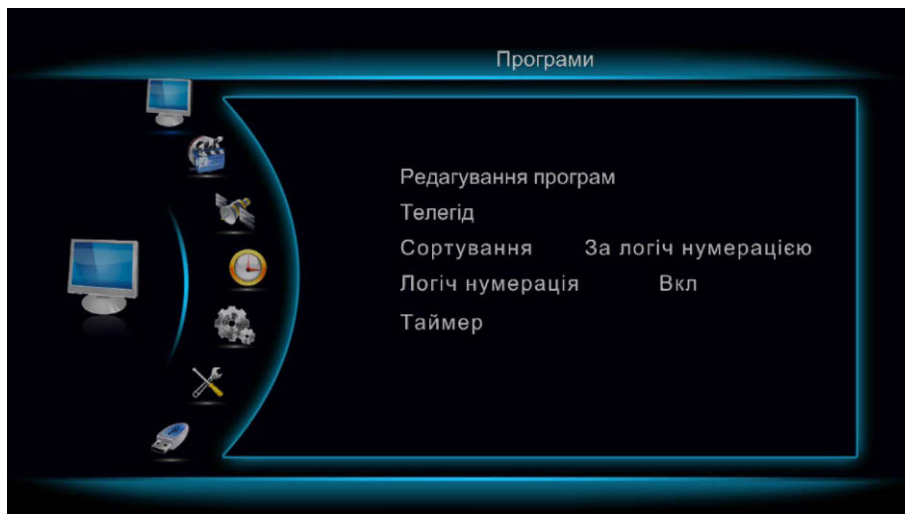 Програми
Редагування програм
Телегід
Сортування За логіч нумерацією
Логіч нумерація Вкл
Таймер